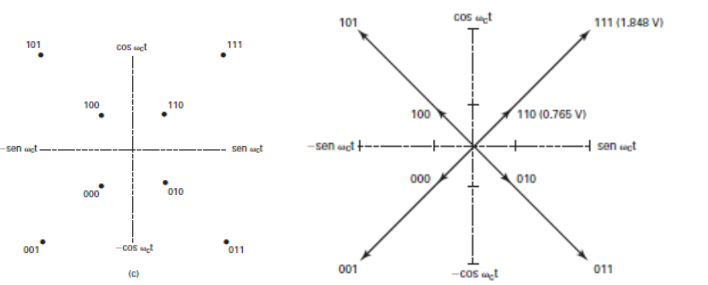 101
cos ωct
111
100
110
-sen ωct
sen ωct
000
010
001
-cos ωct
011
(c)
101
cos ωct
111 (1.848 V)
100
110 (0.765 V)
-sen ωct
sen ωct
000
010
001
-cos ωct
011